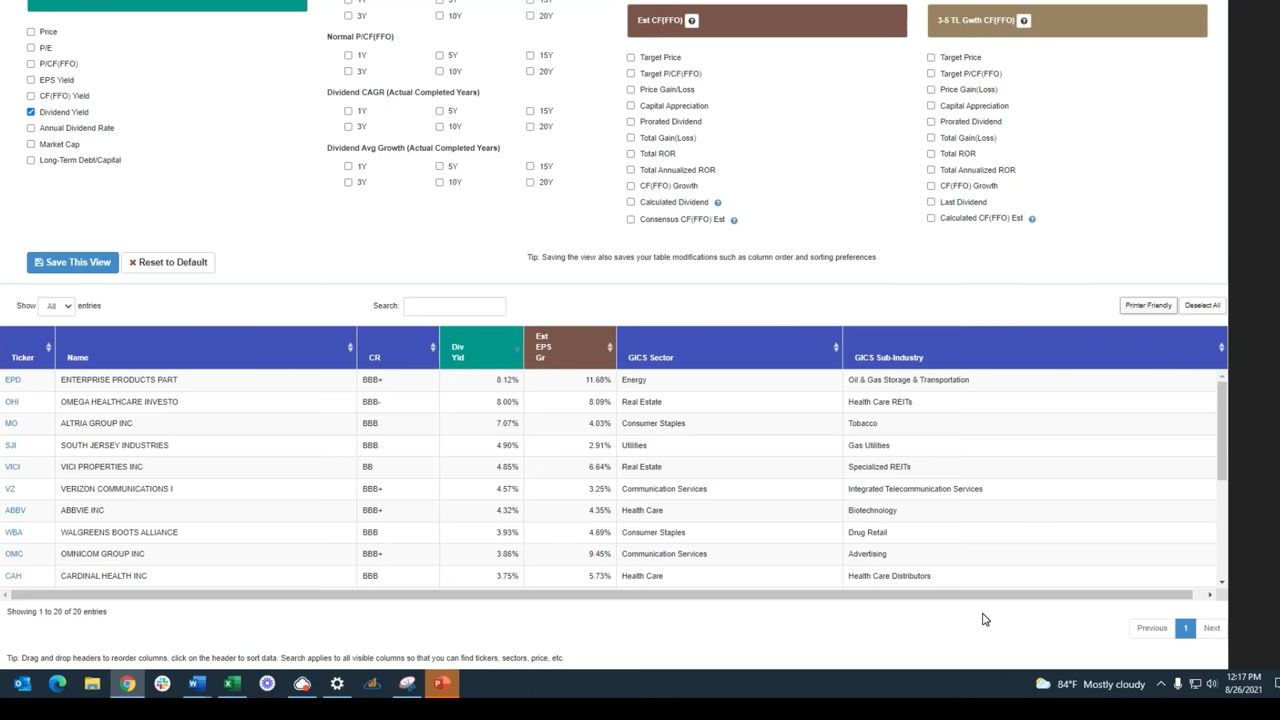 Price
P/E
P/CF(FFO)
EPS Yield
CF(FFO) Yield
Dividend Yield
Annual Dividend Rate
Market Cap
Long-Term Debt/Capital
3Y 10Y 20Y
Normal P/CF(FFO)
1Y 5Y 15Y
3Y 10Y 20Y
Dividend CAGR (Actual Completed Years)
1Y 5Y 15Y
3Y 10Y 20Y
Dividend Avg Growth (Actual Completed Years)
1Y 5Y 15Y
3Y 10Y 20Y
Est CF(FFO) ?
Target Price
Target P/CF(FFO)
Price Gain/Loss
Capital Appreciation
Prorated Dividend
Total Gain(Loss)
Total ROR
Total Annualized ROR
CF(FFO) Growth
Calculated Dividend ?
Consensus CF(FFO) Est ?
3-5 TL Gwth CF(FFO) ?
Target Price
Target P/CF(FFO)
Price Gain(Loss)
Capital Appreciation
Prorated Dividend
Total Gain(Loss)
Total ROR
Total Annualized ROR
CF(FFO) Growth
Last Dividend
Calculated CF(FFO) Est ?
Save This View Reset to Default
Tip: Saving the view also saves your table modifications such as column order and sorting preferences
Show All entries Search: Printer Friendly Deselect All
Ticker Name CR Div Yld Est EPS Gr GICS Sector GICS Sub-Industry
EPD ENTERPRISE PRODUCTS PART BBB+ 8.12% 11.68% Energy Oil & Gas Storage & Transportation
OHI OMEGA HEALTHCARE INVESTO BBB- 8.00% 8.09% Real Estate Health Care REITs
MO ALTRIA GROUP INC BBB 7.07% 4.03% Consumer Staples Tobacco
SJI SOUTH JERSEY INDUSTRIES BBB 4.90% 2.91% Utilities Gas Utilities
VICI VICI PROPERTIES INC BB 4.85% 6.64% Real Estate Specialized REITs
VZ VERIZON COMMUNICATIONS I BBB+ 4.57% 3.25% Communication Services Integrated Telecommunication Services
ABBV ABBVIE INC BBB+ 4.32% 4.35% Health Care Biotechnology
WBA WALGREENS BOOTS ALLIANCE BBB 3.93% 4.69% Consumer Staples Drug Retail
OMC OMNICOM GROUP INC BBB+ 3.86% 9.45% Communication Services Advertising
CAH CARDINAL HEALTH INC BBB 3.75% 5.73% Health Care Health Care Distributors
Showing 1 to 20 of 20 entries
Previous 1 Next
Tip: Drag and drop headers to reorder columns, click on the header to sort data. Search applies to all visible columns so that you can find tickers, sectors, price, etc.
84°F Mostly cloudy
12:17 PM
8/26/2021